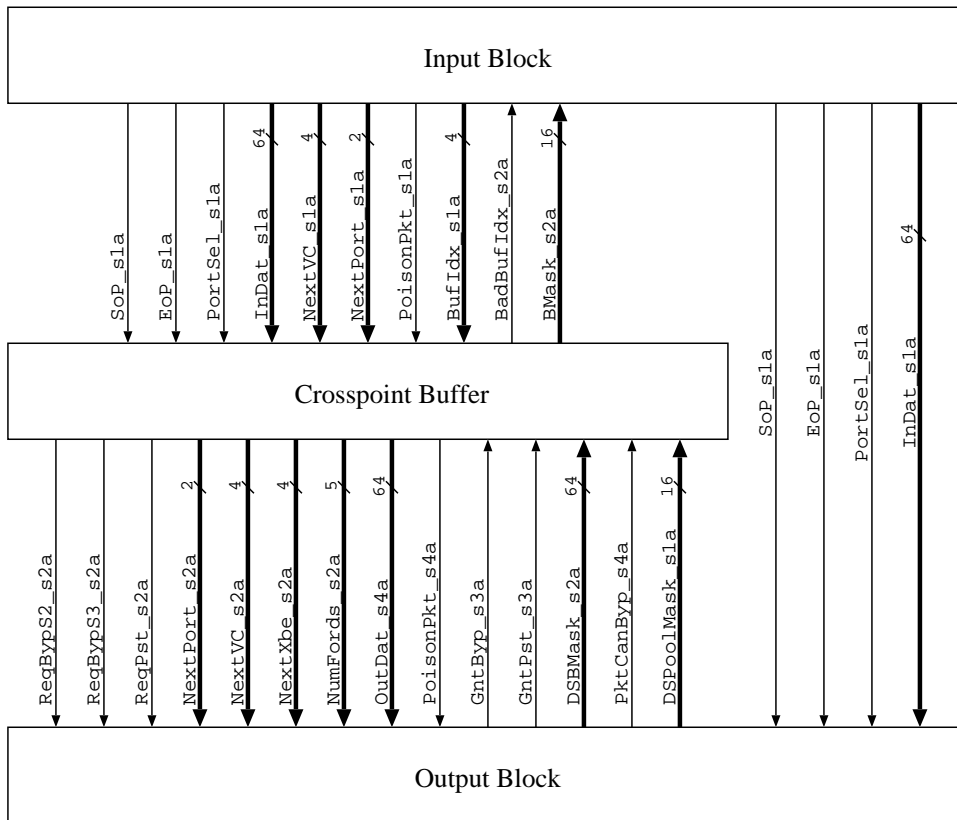 Input Block
64
4
2
4
16
SoP_s1a
EoP_s1a
PortSel_s1a
InDat_s1a
NextVC_s1a
NextPort_s1a
PoisonPkt_s1a
BufIdx_s1a
BadBufIdx_s2a
BMask_s2a
64
SoP_s1a
EoP_s1a
PortSel_s1a
InDat_s1a
Crosspoint Buffer
2
4
4
5
64
64
16
ReqBypS2_s2a
ReqBypS3_s2a
ReqPst_s2a
NextPort_s2a
NextVC_s2a
NextXbe_s2a
NumFords_s2a
OutDat_s4a
PoisonPkt_s4a
GntByp_s3a
GntPst_s3a
DSBMask_s2a
PktCanByp_s4a
DSPoolMask_s1a
Output Block